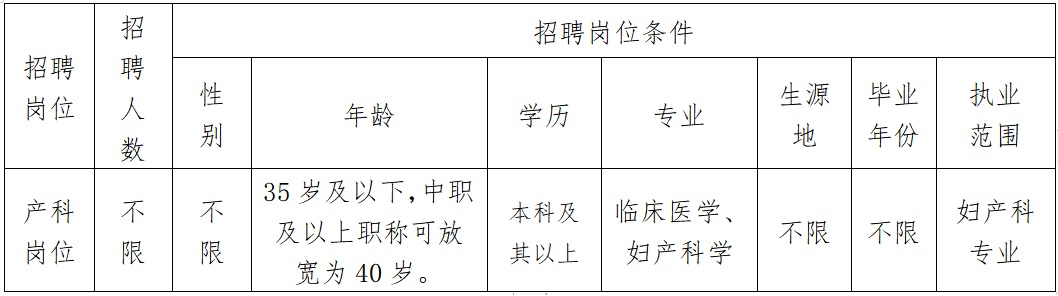 招聘
岗位
招
聘
人
数
招聘岗位条件
性
别
年龄
学历
专业
生源
地
毕业
年份
执业
范围
产科
岗位
不
限
不
限
35岁及以下，中职
及以上职称可放
宽为40岁。
本科及
其以上
临床医学、
妇产科学
不限
不限
妇产科
专业